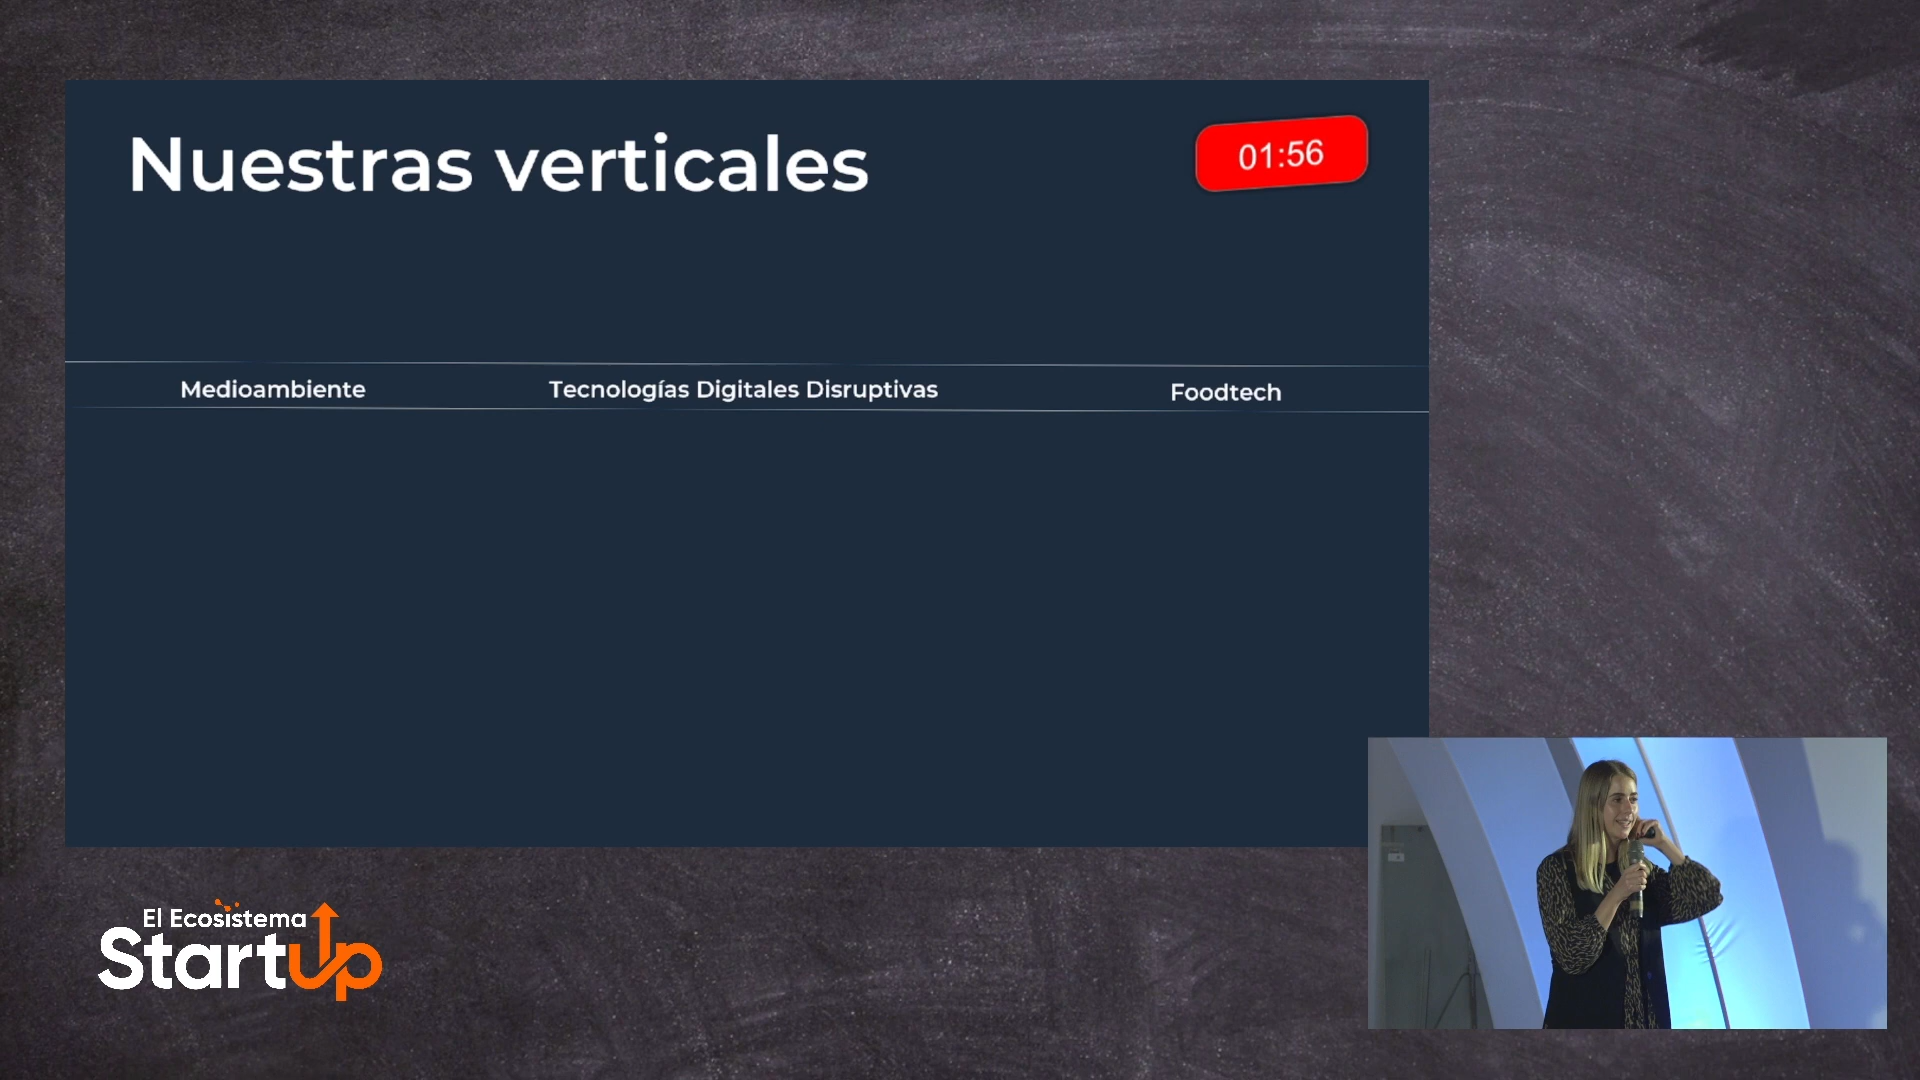 Nuestras verticales
01:56
Medioambiente
Tecnologías Digitales Disruptivas
Foodtech
El Ecosistema
StartUp